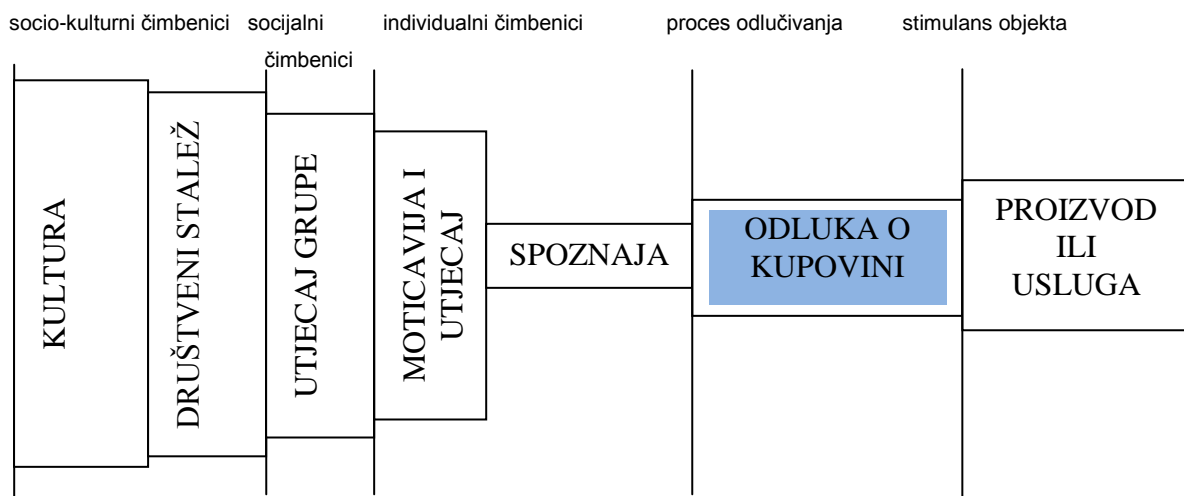 socio-kulturni čimbenici
socijalni
čimbenici
individualni čimbenici
proces odlučivanja
stimulans objekta
KULTURA
DRUŠTVENI STALEŽ
UTJECAJ GRUPE
MOTICAVIJA I
UTJECAJ
SPOZNAJA
ODLUKA O
KUPOVINI
PROIZVOD
ILI
USLUGA